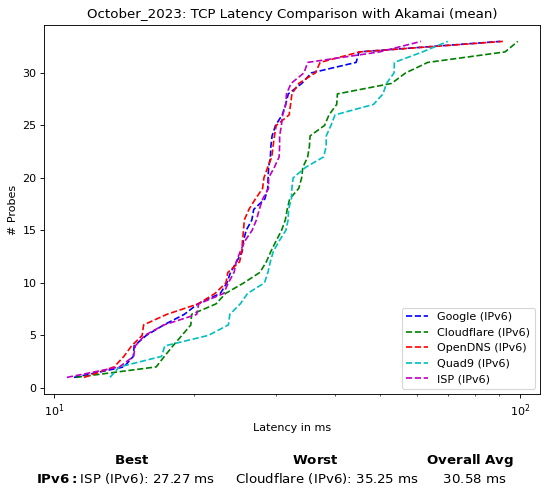 October_2023: TCP Latency Comparison with Akamai (mean)
# Probes
30
25
20
15
10
5
0
Google (IPv6)
Cloudflare (IPv6)
OpenDNS (IPv6)
Quad9 (IPv6)
ISP (IPv6)
10¹ 10²
Latency in ms
Best Worst Overall Avg
IPv6: ISP (IPv6): 27.27 ms Cloudflare (IPv6): 35.25 ms 30.58 ms